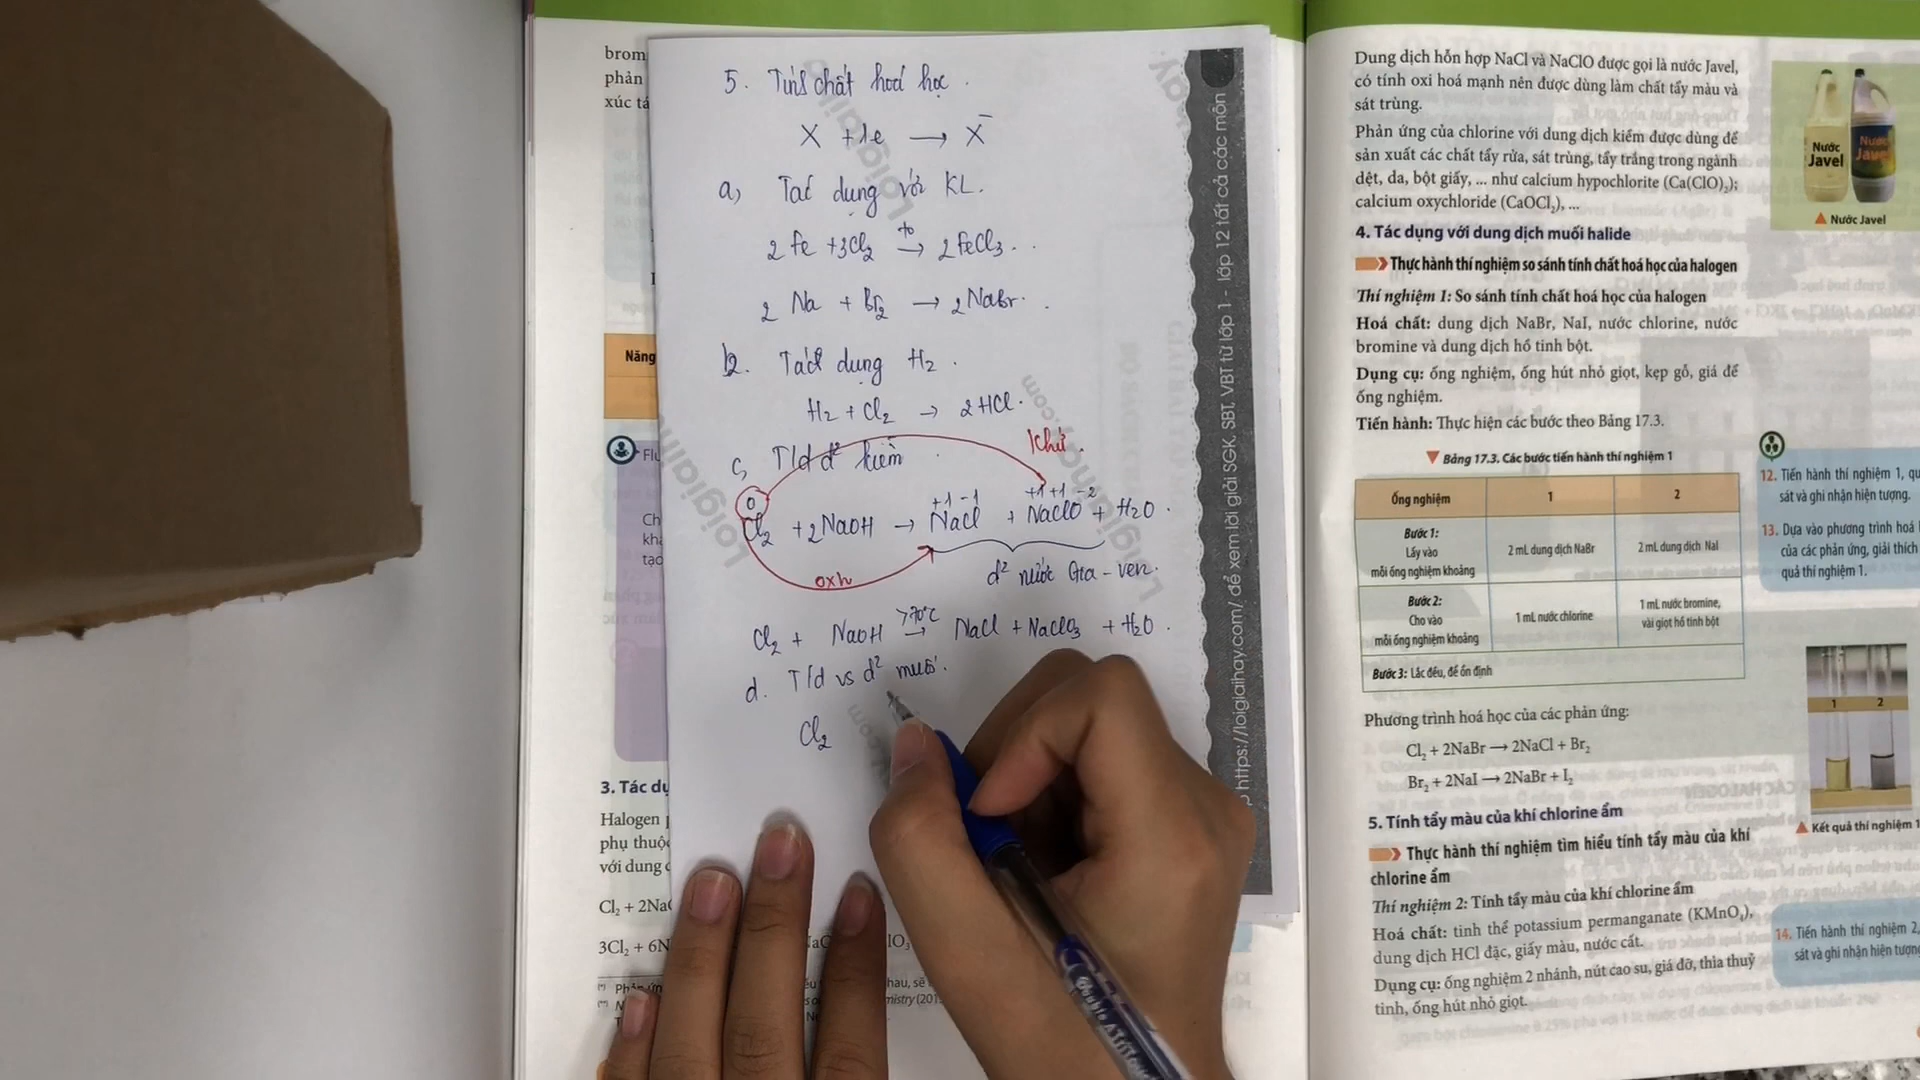 brom
phản
xúc tá
Năng
Flu
Ch
kha
tạo
3. Tác dụ
Halogen p
phụ thuộc
với dung d
Cl₂ + 2Na
3Cl₂ + 6N
lO₃
hau, sẽ
mistry (201
5. Tính chất hoá học.
X + 1e → X⁻
a, Tác dụng với KL.
2Fe + 3Cl₂ →(t°) 2FeCl₃.
2Na + Br₂ → 2NaBr.
b. Tác dụng H₂.
H₂ + Cl₂ → 2HCl.
c, T/d d² kiềm
khử.
0 +1 -1 +1 +1 -2
Cl₂ + 2NaOH → NaCl + NaClO + H₂O.
oxh
d² nước Gia-ven.
Cl₂ + NaOH →(>70°C) NaCl + NaClO₃ + H₂O.
d. T/d vs d² muối.
Cl₂
https://loigiaihay.com/ để xem lời giải SGK, SBT, VBT từ lớp 1 - lớp 12 tất cả các môn
Dung dịch hỗn hợp NaCl và NaClO được gọi là nước Javel,
có tính oxi hoá mạnh nên được dùng làm chất tẩy màu và
sát trùng.
Phản ứng của chlorine với dung dịch kiềm được dùng để
sản xuất các chất tẩy rửa, sát trùng, tẩy trắng trong ngành
dệt, da, bột giấy, ... như calcium hypochlorite (Ca(ClO)₂);
calcium oxychloride (CaOCl₂), ...
Nước Javel
Nước Javel
▲ Nước Javel
4. Tác dụng với dung dịch muối halide
Thực hành thí nghiệm so sánh tính chất hoá học của halogen
Thí nghiệm 1: So sánh tính chất hoá học của halogen
Hoá chất: dung dịch NaBr, NaI, nước chlorine, nước
bromine và dung dịch hồ tinh bột.
Dụng cụ: ống nghiệm, ống hút nhỏ giọt, kẹp gỗ, giá để
ống nghiệm.
Tiến hành: Thực hiện các bước theo Bảng 17.3.
▼ Bảng 17.3. Các bước tiến hành thí nghiệm 1
Ống nghiệm 1 2
Bước 1:
Lấy vào
mỗi ống nghiệm khoảng
2 mL dung dịch NaBr
2 mL dung dịch NaI
Bước 2:
Cho vào
mỗi ống nghiệm khoảng
1 mL nước chlorine
1 mL nước bromine,
vài giọt hồ tinh bột
Bước 3: Lắc đều, để ổn định
12. Tiến hành thí nghiệm 1, qu
sát và ghi nhận hiện tượng.
13. Dựa vào phương trình hoá
của các phản ứng, giải thích
quả thí nghiệm 1.
Phương trình hoá học của các phản ứng:
Cl₂ + 2NaBr → 2NaCl + Br₂
Br₂ + 2NaI → 2NaBr + I₂
1 2
▲ Kết quả thí nghiệm 1
5. Tính tẩy màu của khí chlorine ẩm
Thực hành thí nghiệm tìm hiểu tính tẩy màu của khí
chlorine ẩm
Thí nghiệm 2: Tính tẩy màu của khí chlorine ẩm
Hoá chất: tinh thể potassium permanganate (KMnO₄),
dung dịch HCl đặc, giấy màu, nước cất.
Dụng cụ: ống nghiệm 2 nhánh, nút cao su, giá đỡ, thìa thuỷ
tinh, ống hút nhỏ giọt.
14. Tiến hành thí nghiệm 2,
sát và ghi nhận hiện tượng